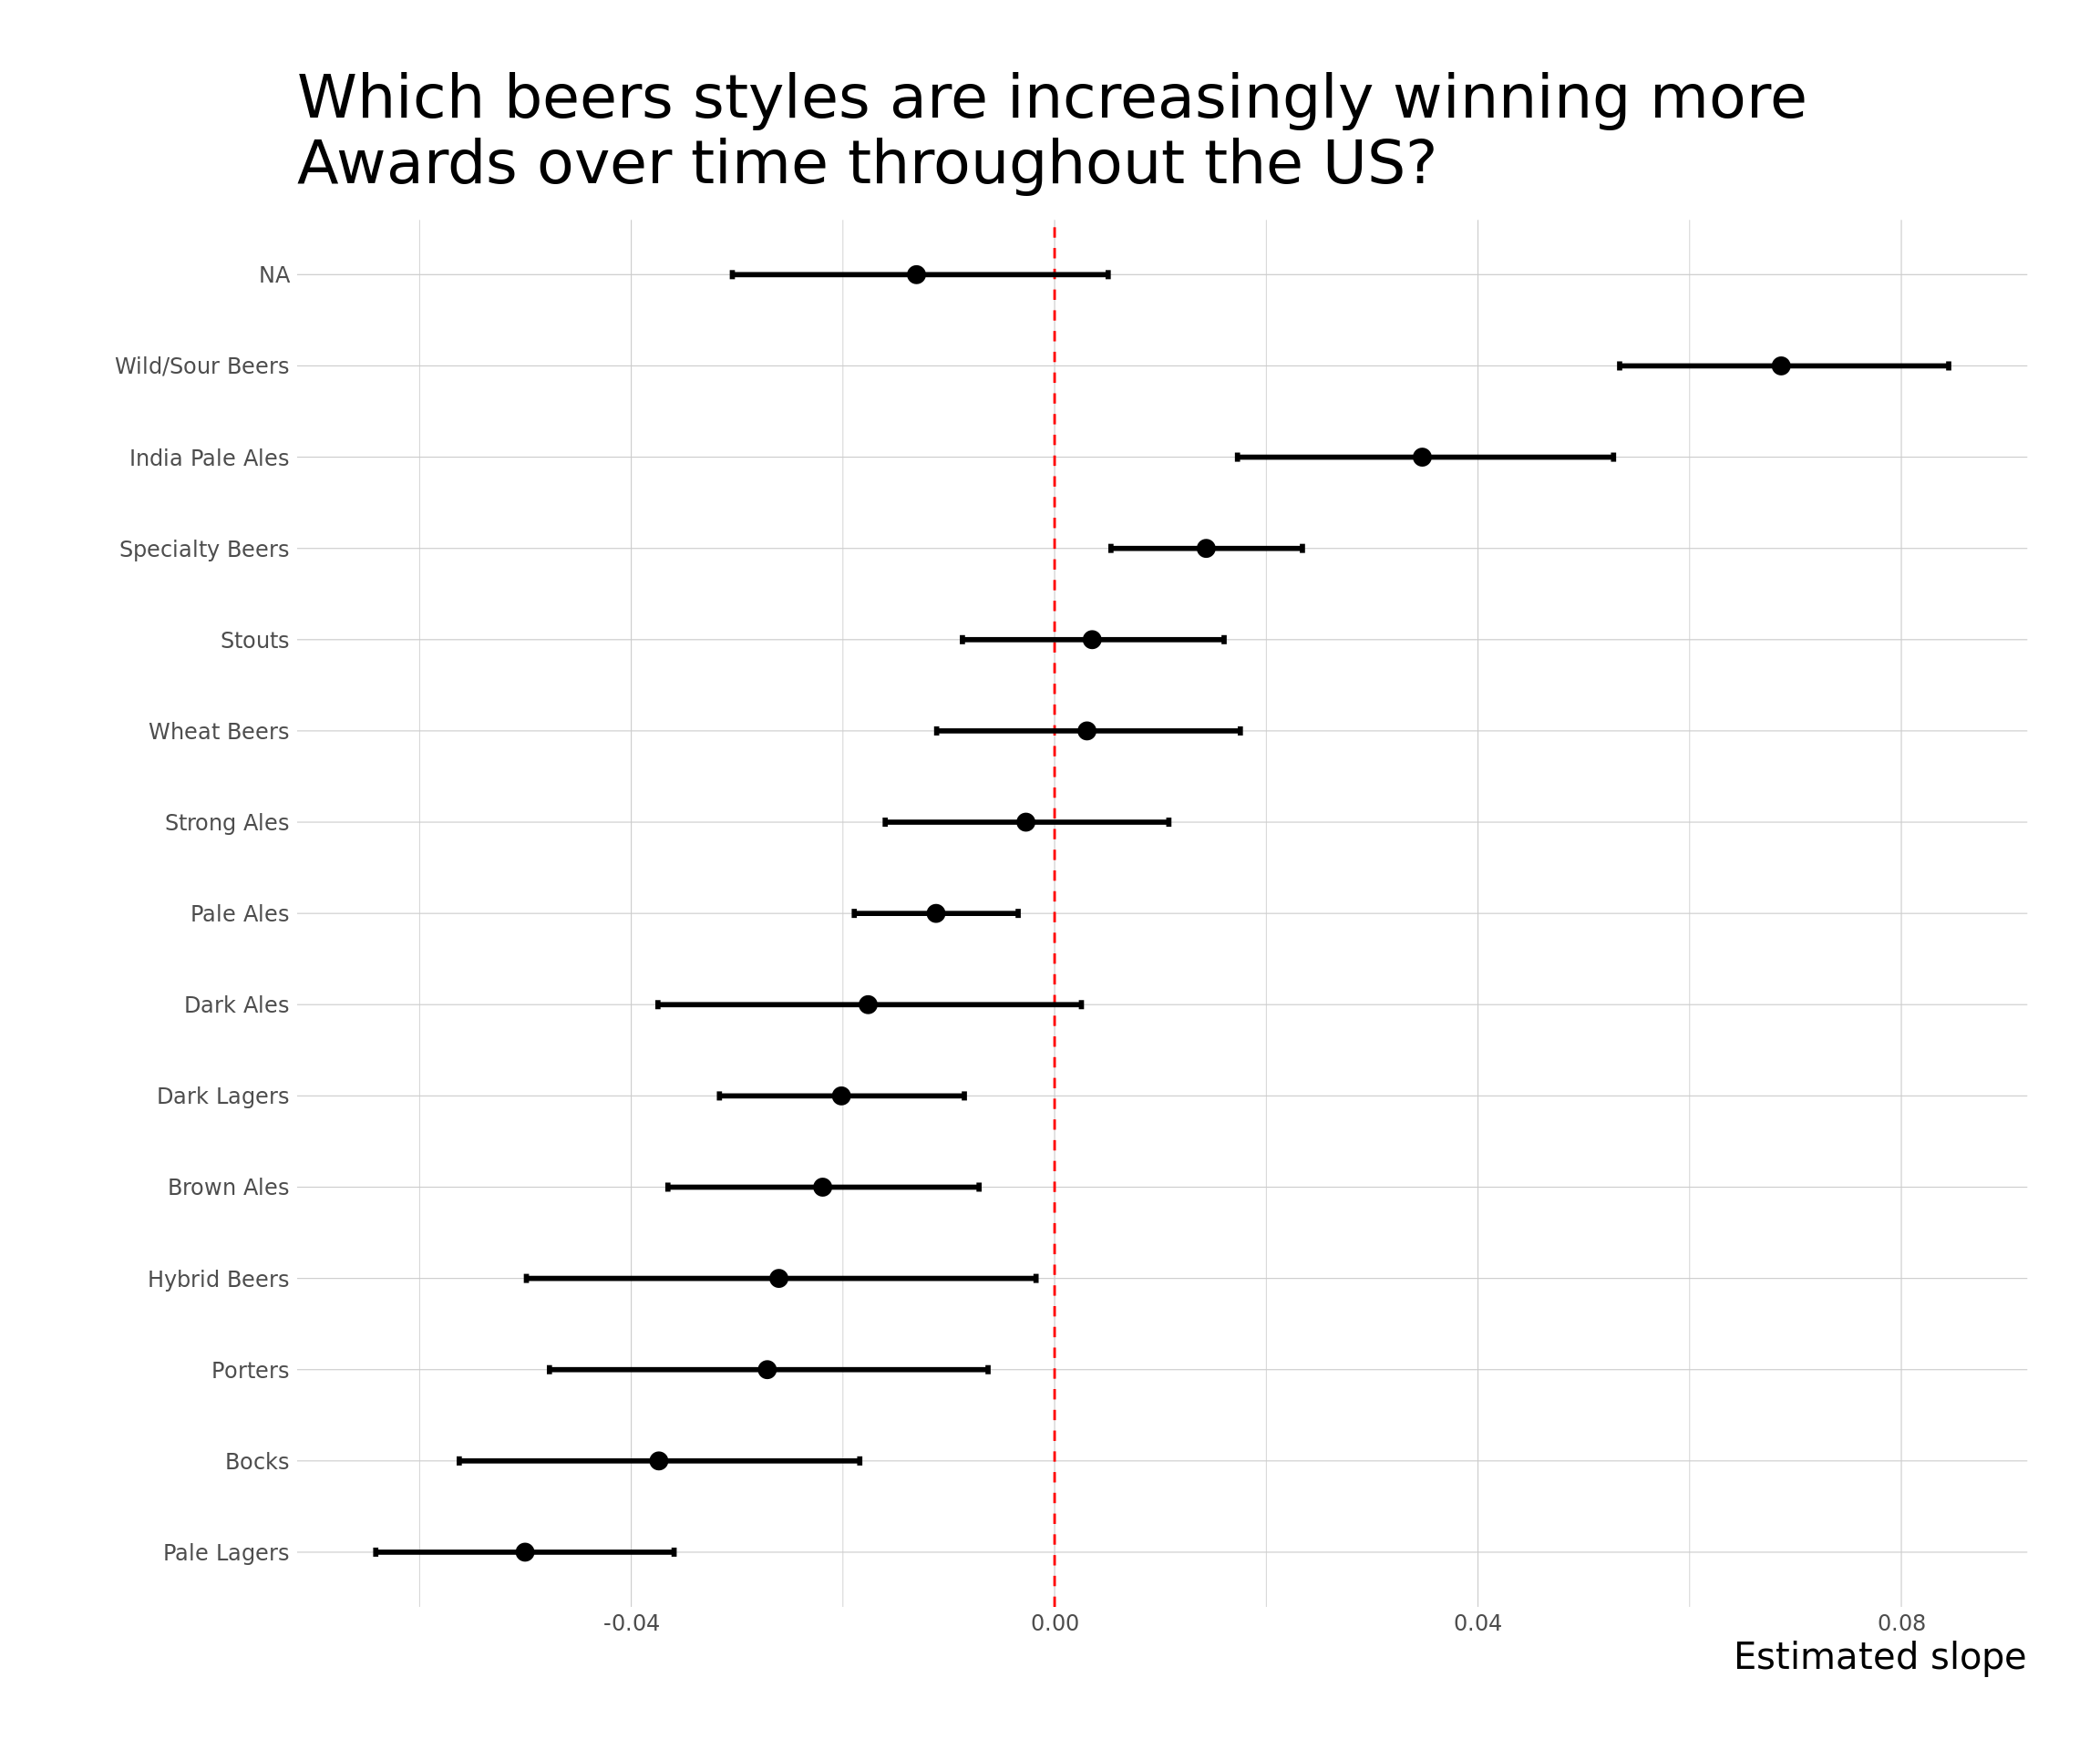 Which beers styles are increasingly winning more
Awards over time throughout the US?
NA
Wild/Sour Beers
India Pale Ales
Specialty Beers
Stouts
Wheat Beers
Strong Ales
Pale Ales
Dark Ales
Dark Lagers
Brown Ales
Hybrid Beers
Porters
Bocks
Pale Lagers
-0.04 0.00 0.04 0.08
Estimated slope